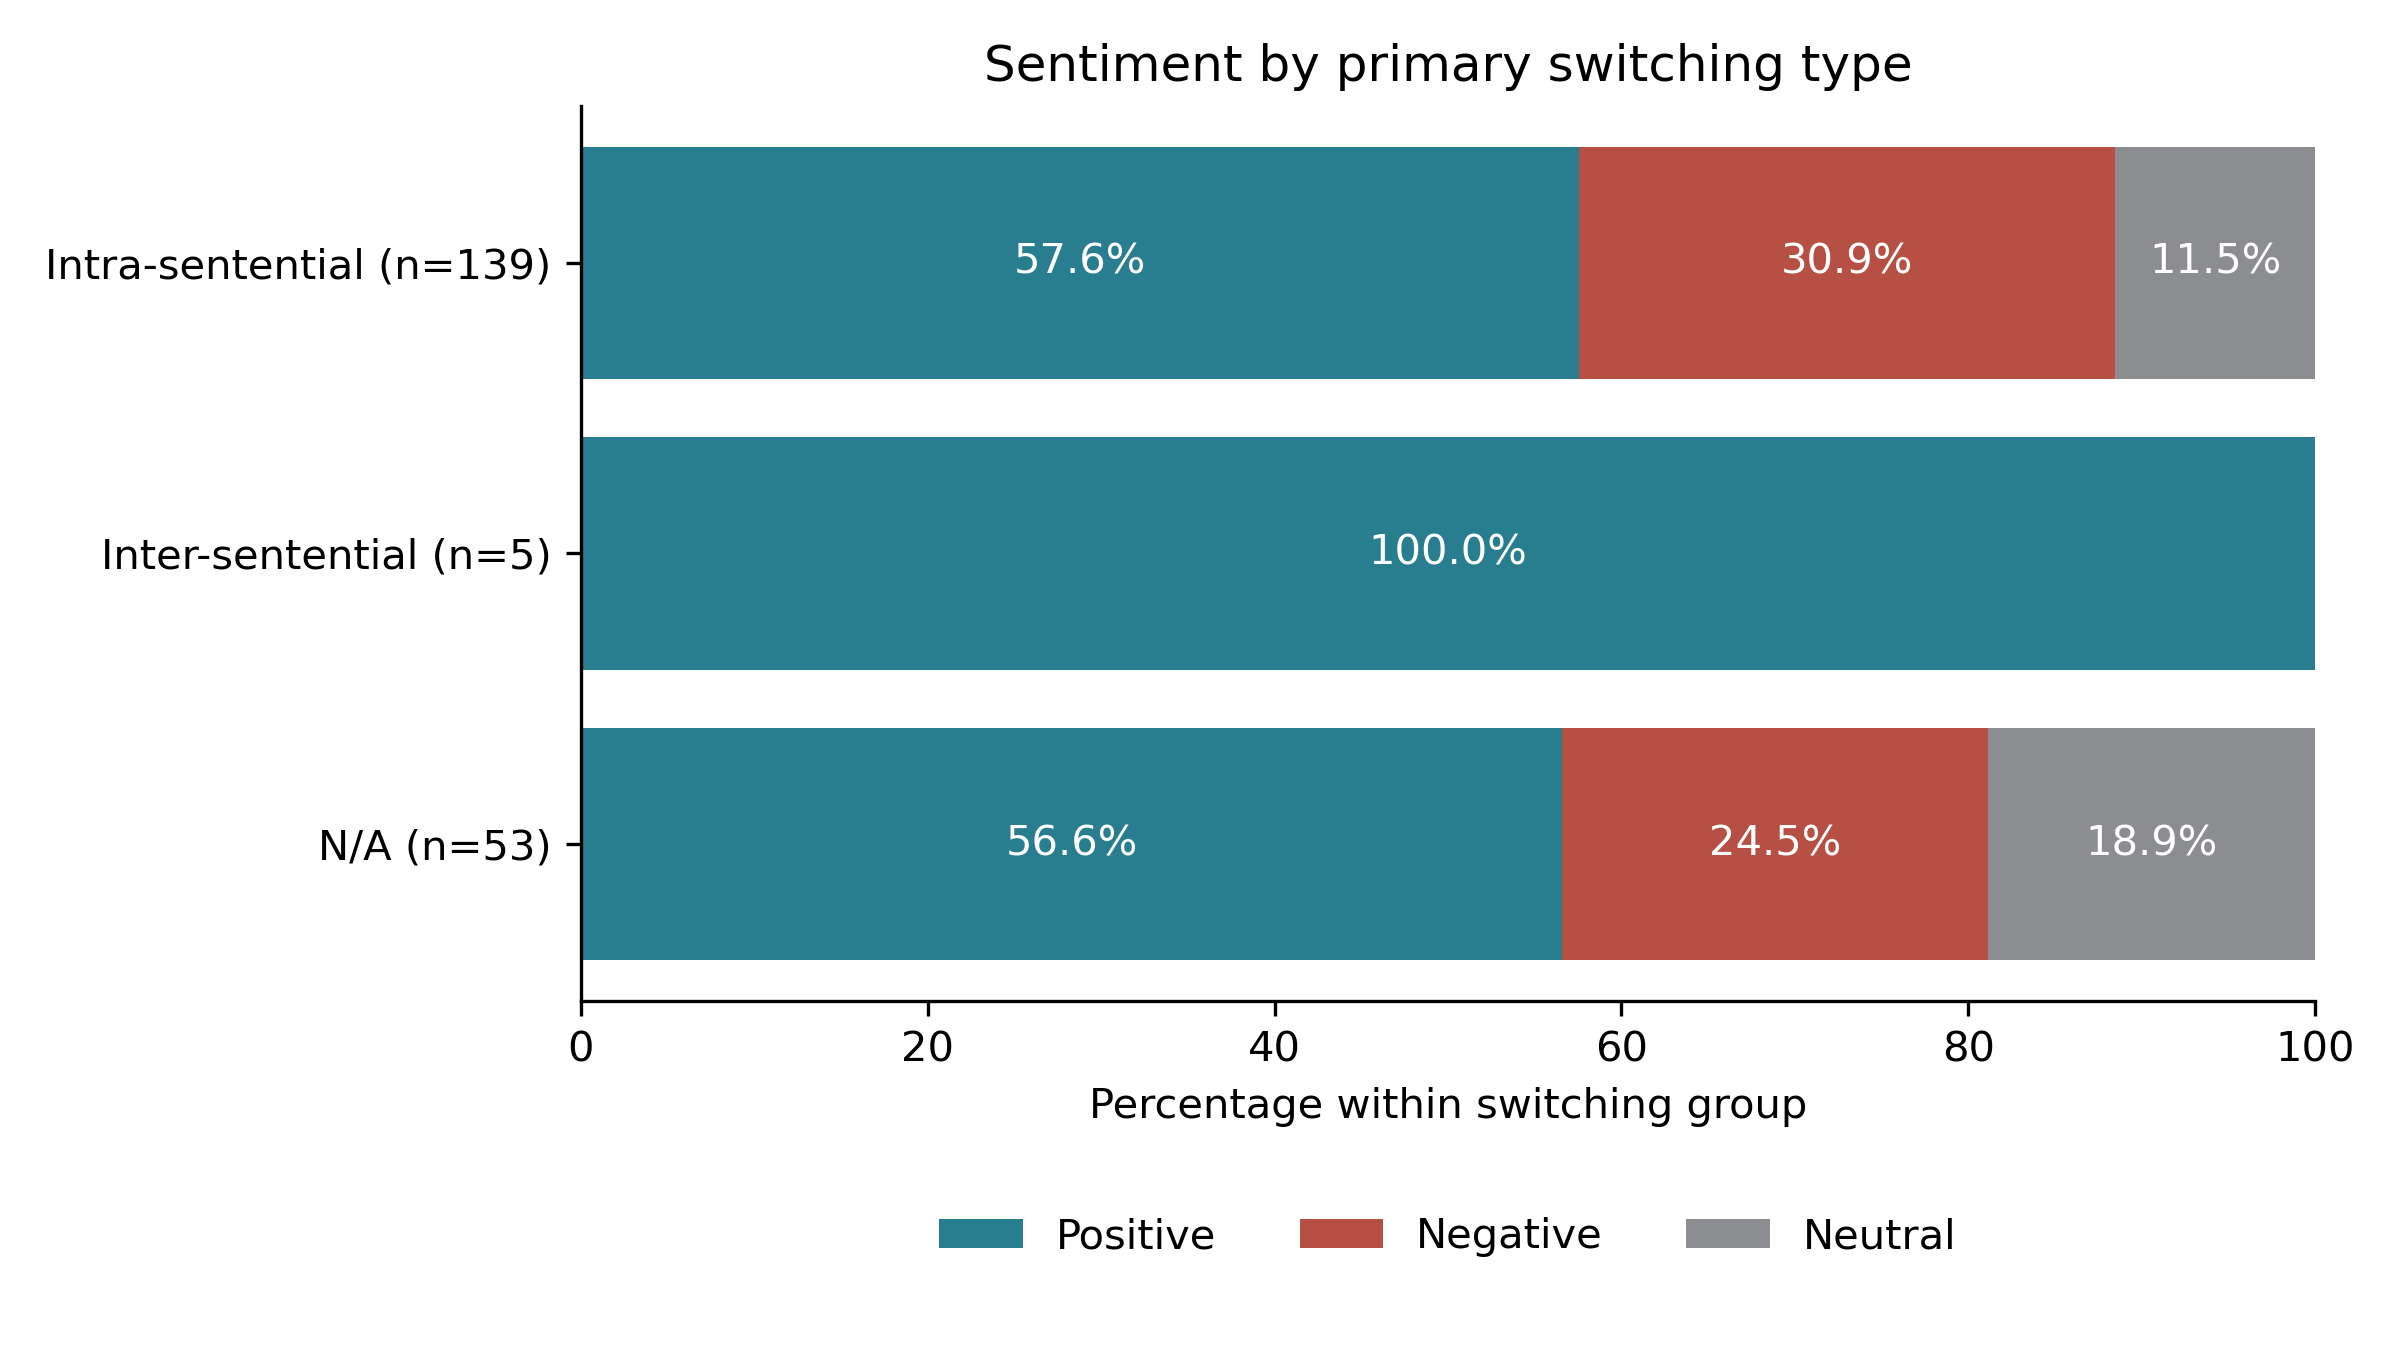 Sentiment by primary switching type
Intra-sentential (n=139)
57.6%
30.9%
11.5%
Inter-sentential (n=5)
100.0%
N/A (n=53)
56.6%
24.5%
18.9%
0
20
40
60
80
100
Percentage within switching group
Positive
Negative
Neutral